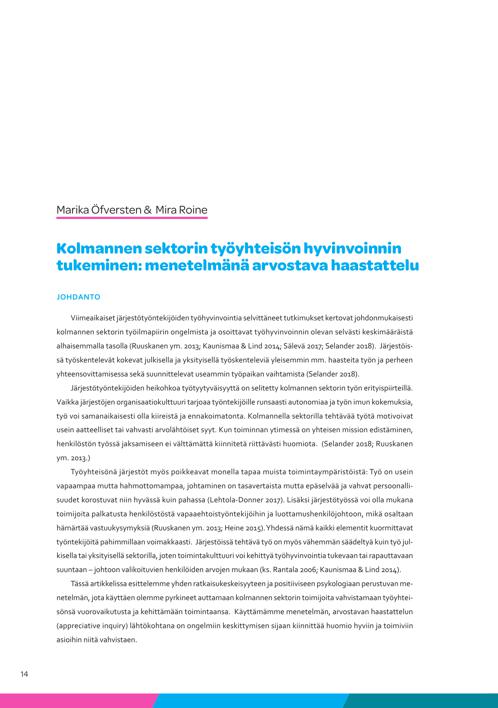 Marika Öfversten & Mira Roine
Kolmannen sektorin työyhteisön hyvinvoinnin
tukeminen: menetelmänä arvostava haastattelu
JOHDANTO
Viimeaikaiset järjestötyöntekijöiden työhyvinvointia selvittäneet tutkimukset kertovat johdonmukaisesti
kolmannen sektorin työilmapiirin ongelmista ja osoittavat työhyvinvoinnin olevan selvästi keskimääräistä
alhaisemmalla tasolla (Ruuskanen ym. 2013; Kaunismaa & Lind 2014; Sälevä 2017; Selander 2018). Järjestöis-
sä työskentelevät kokevat julkisella ja yksityisellä työskenteleviä yleisemmin mm. haasteita työn ja perheen
yhteensovittamisessa sekä suunnittelevat useammin työpaikan vaihtamista (Selander 2018).
Järjestötyöntekijöiden heikohkoa työtyytyväisyyttä on selitetty kolmannen sektorin työn erityispiirteillä.
Vaikka järjestöjen organisaatiokulttuuri tarjoaa työntekijöille runsaasti autonomiaa ja työn imun kokemuksia,
työ voi samanaikaisesti olla kiireistä ja ennakoimatonta. Kolmannella sektorilla tehtävää työtä motivoivat
usein aatteelliset tai vahvasti arvolähtöiset syyt. Kun toiminnan ytimessä on yhteisen mission edistäminen,
henkilöstön työssä jaksamiseen ei välttämättä kiinnitetä riittävästi huomiota. (Selander 2018; Ruuskanen
ym. 2013.)
Työyhteisönä järjestöt myös poikkeavat monella tapaa muista toimintaympäristöistä: Työ on usein
vapaampaa mutta hahmottomampaa, johtaminen on tasavertaista mutta epäselvää ja vahvat persoonalli-
suudet korostuvat niin hyvässä kuin pahassa (Lehtola-Donner 2017). Lisäksi järjestötyössä voi olla mukana
toimijoita palkatusta henkilöstöstä vapaaehtoistyöntekijöihin ja luottamushenkilöjohtoon, mikä osaltaan
hämärtää vastuukysymyksiä (Ruuskanen ym. 2013; Heine 2015). Yhdessä nämä kaikki elementit kuormittavat
työntekijöitä pahimmillaan voimakkaasti. Järjestöissä tehtävä työ on myös vähemmän säädeltyä kuin työ jul-
kisella tai yksityisellä sektorilla, joten toimintakulttuuri voi kehittyä työhyvinvointia tukevaan tai rapauttavaan
suuntaan – johtoon valikoituvien henkilöiden arvojen mukaan (ks. Rantala 2006; Kaunismaa & Lind 2014).
Tässä artikkelissa esittelemme yhden ratkaisukeskeisyyteen ja positiiviseen psykologiaan perustuvan me-
netelmän, jota käyttäen olemme pyrkineet auttamaan kolmannen sektorin toimijoita vahvistamaan työyhtei-
sönsä vuorovaikutusta ja kehittämään toimintaansa. Käyttämämme menetelmän, arvostavan haastattelun
(appreciative inquiry) lähtökohtana on ongelmiin keskittymisen sijaan kiinnittää huomio hyviin ja toimiviin
asioihin niitä vahvistaen.
14